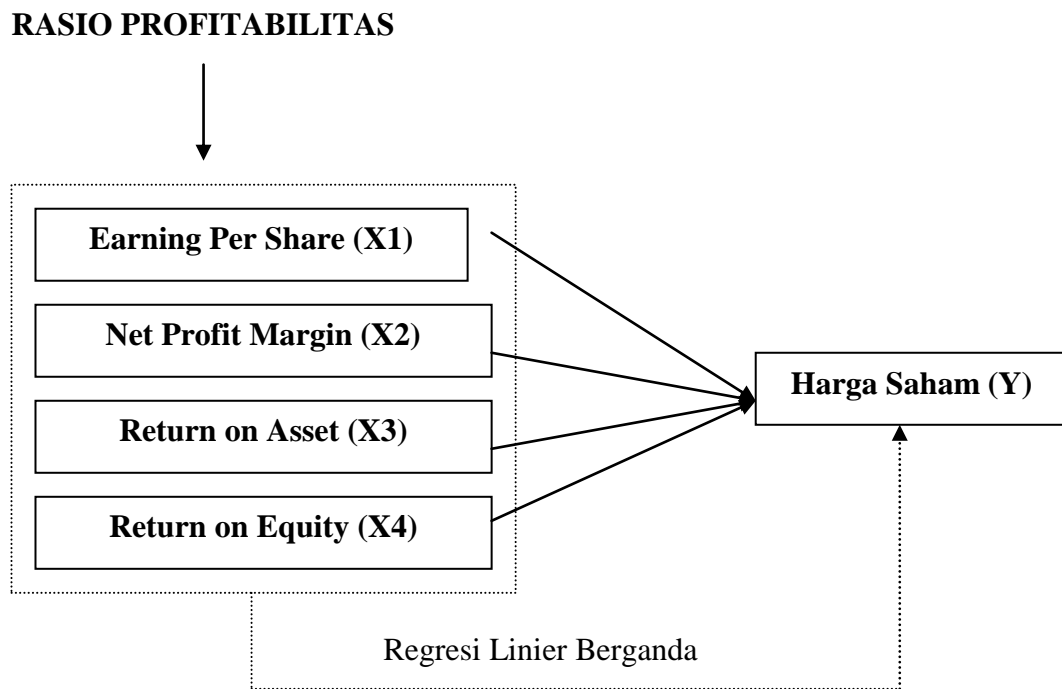 RASIO PROFITABILITAS
Earning Per Share (X1)
Net Profit Margin (X2)
Return on Asset (X3)
Return on Equity (X4)
Harga Saham (Y)
Regresi Linier Berganda